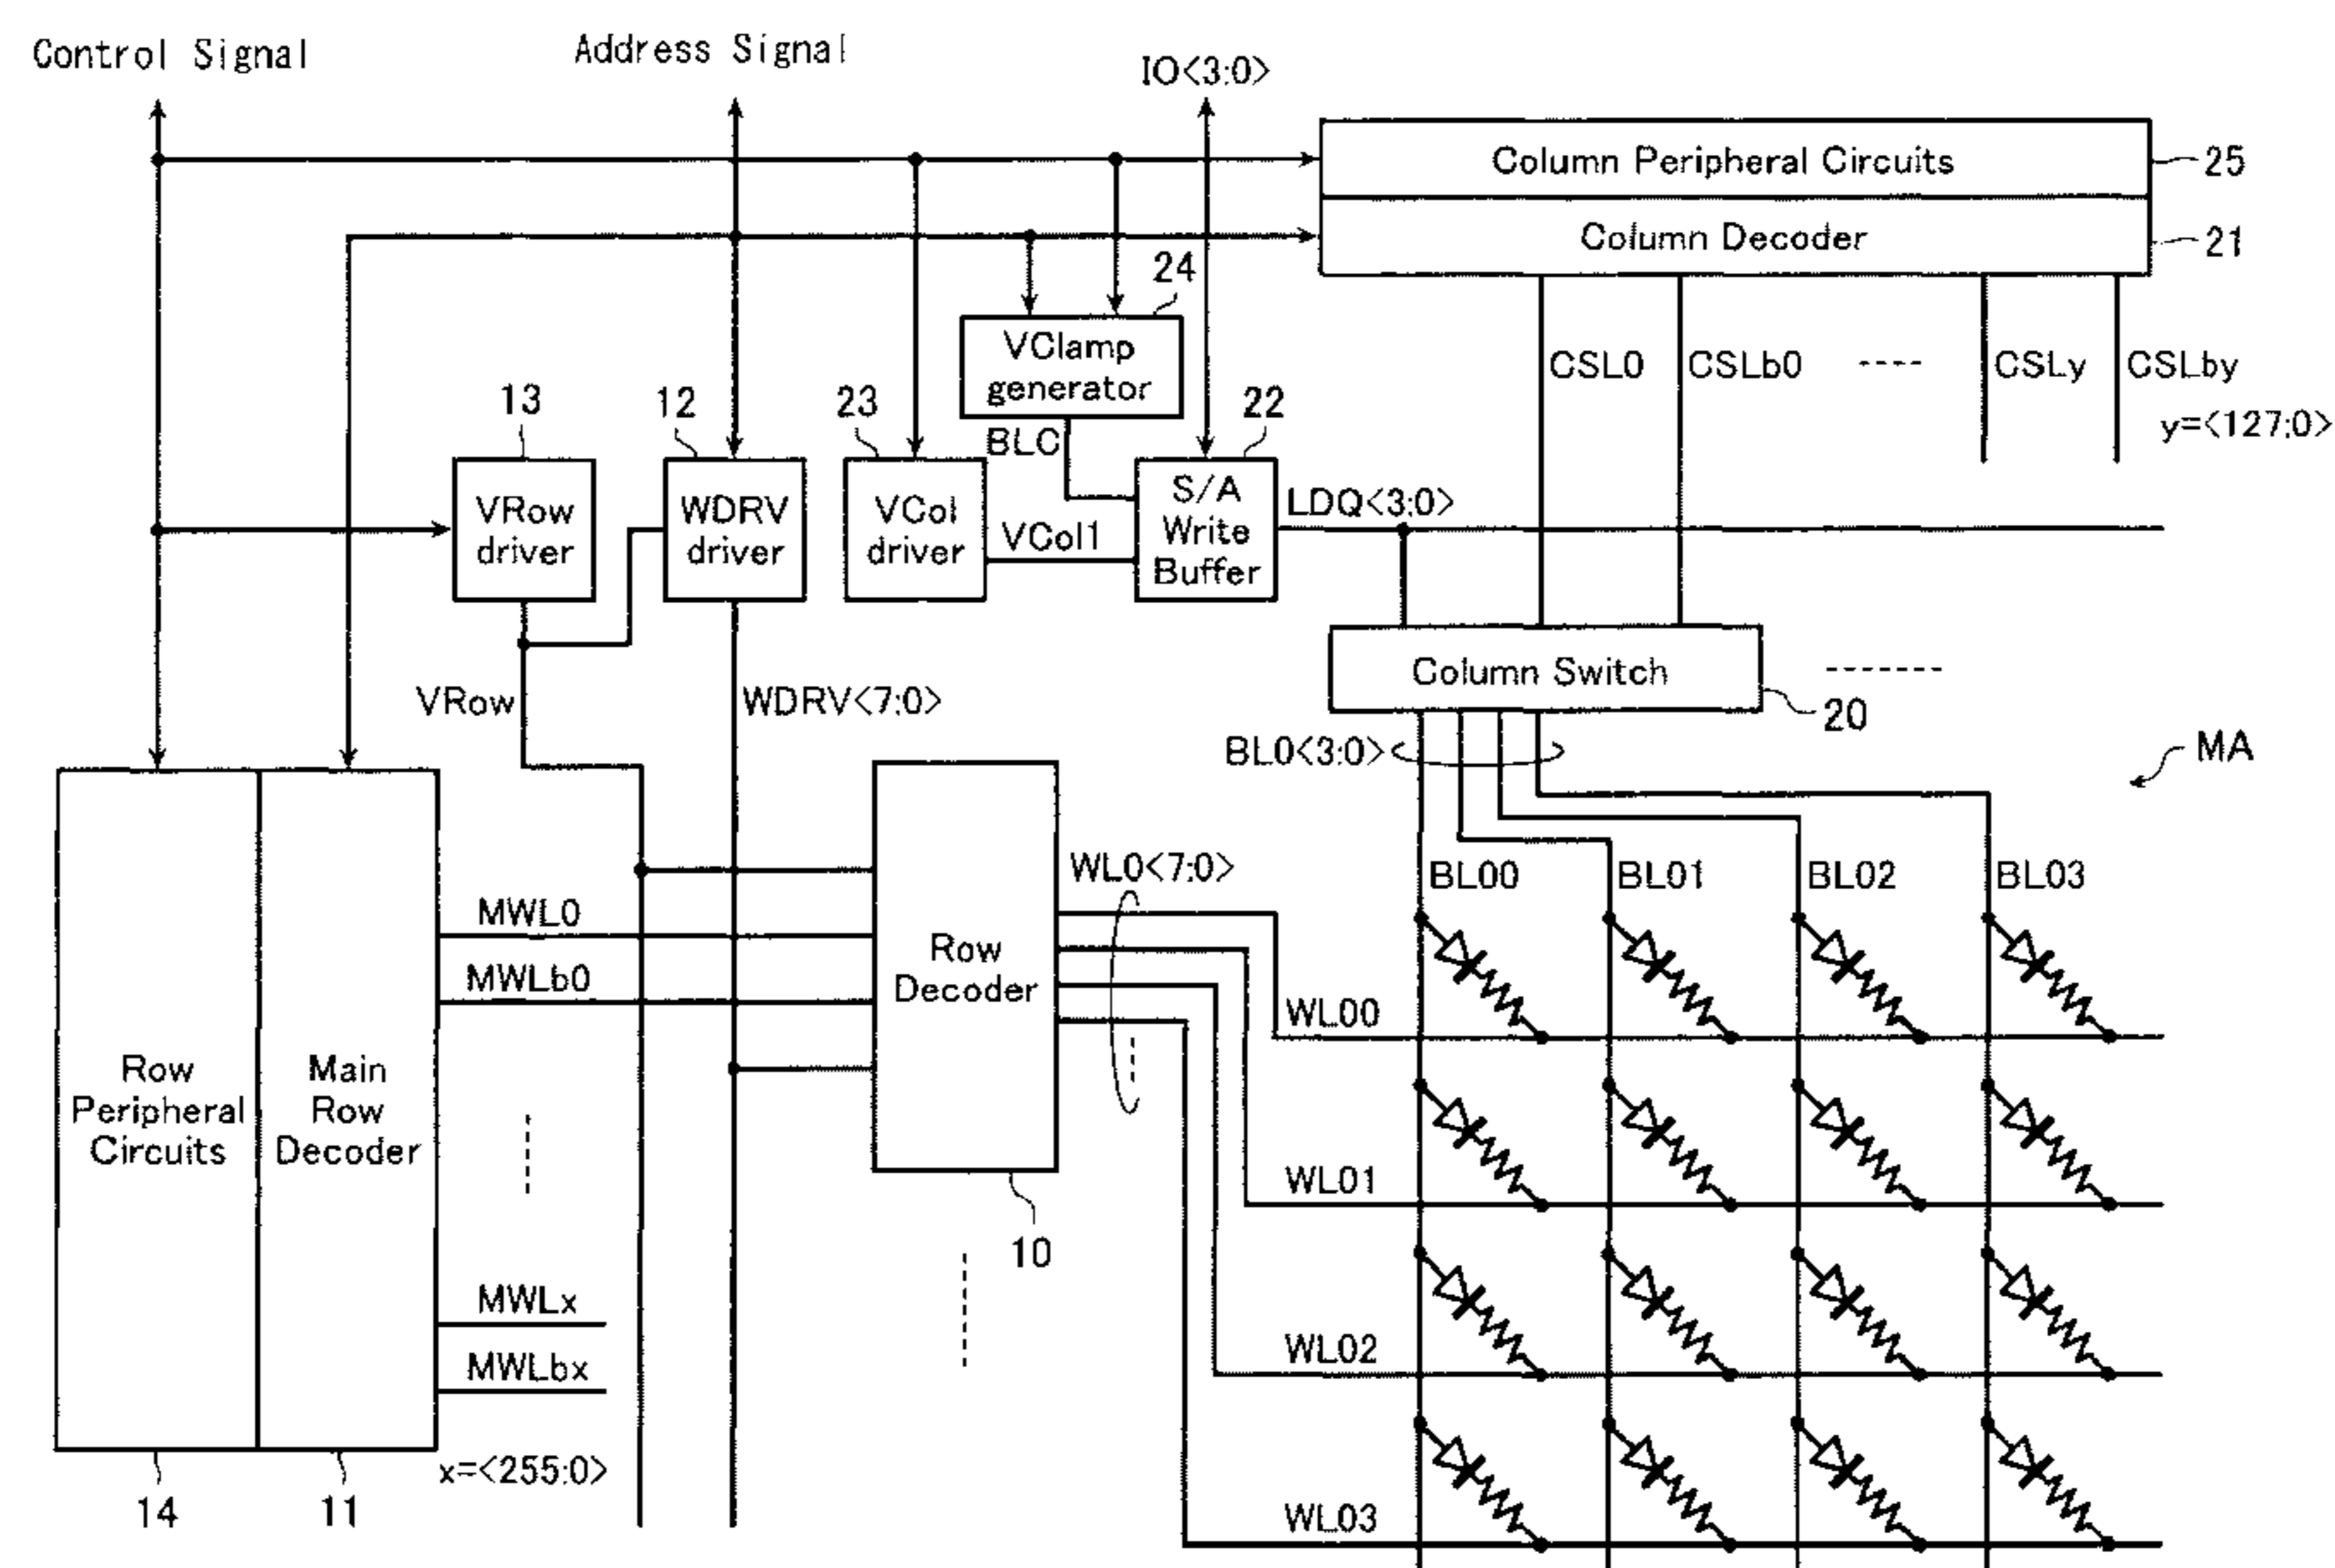 Control Signal
Address Signal
IO<3:0>
Column Peripheral Circuits
25
Column Decoder
21
24
VClamp
generator
CSL0
CSLb0
CSLy
CSLby
y=<127:0>
13
12
23
BLC
22
VRow
driver
WDRV
driver
VCol
driver
VCol1
S/A
Write
Buffer
LDQ<3:0>
Column Switch
20
VRow
WDRV<7:0>
BL0<3:0>
MA
WL0<7:0>
BL00
BL01
BL02
BL03
MWL0
MWLb0
Row
Decoder
WL00
Row
Peripheral
Circuits
Main
Row
Decoder
WL01
10
MWLx
MWLbx
WL02
x=<255:0>
14
11
WL03